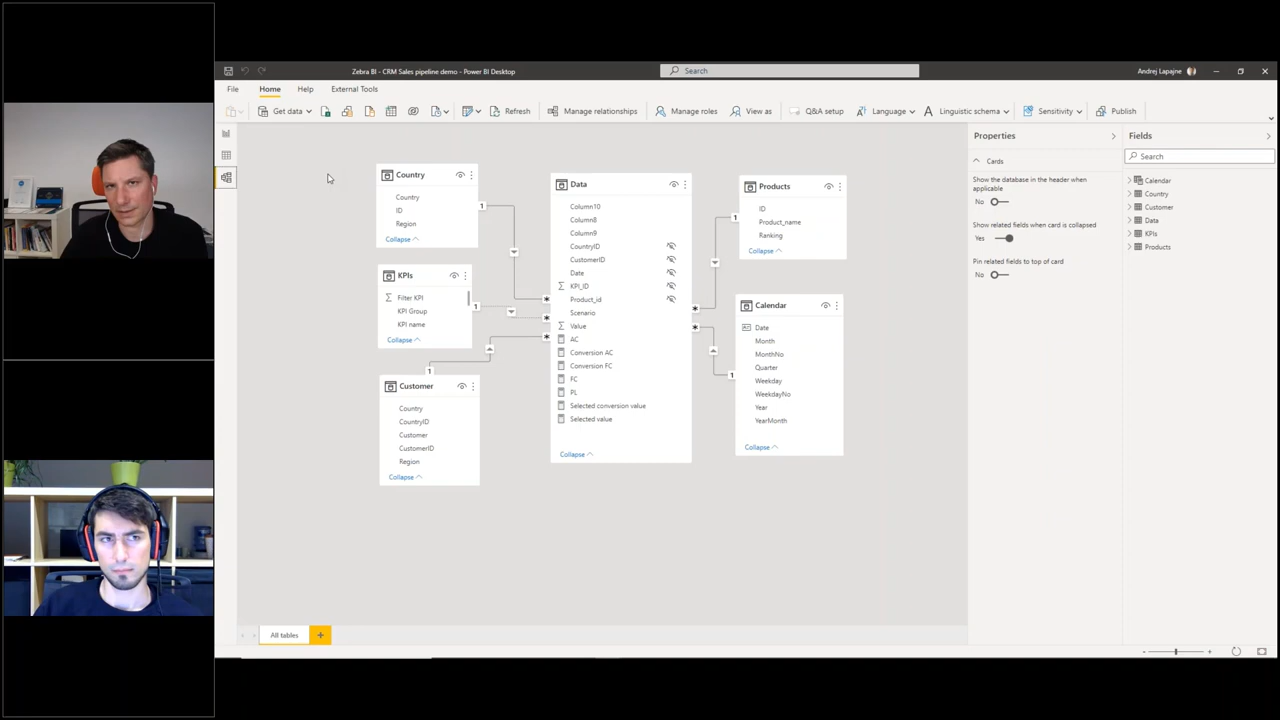 Zebra BI - CRM Sales pipeline demo - Power BI Desktop
Search
Andrej Lapajne
File
Home
Help
External Tools
Get data
Refresh
Manage relationships
Manage roles
View as
Q&A setup
Language
Linguistic schema
Sensitivity
Publish
Country
Country
ID
Region
Collapse
1
KPIs
Filter KPI
KPI Group
KPI name
Collapse
1
Customer
Country
CountryID
Customer
CustomerID
Region
Collapse
1
Data
Column10
Column8
Column9
CountryID
CustomerID
Date
KPI_ID
Product_id
Scenario
Value
AC
Conversion AC
Conversion FC
FC
PL
Selected conversion value
Selected value
Collapse
*
*
*
*
*
Products
ID
Product_name
Ranking
Collapse
1
Calendar
Date
Month
MonthNo
Quarter
Weekday
WeekdayNo
Year
YearMonth
Collapse
1
Properties
Cards
Show the database in the header when
applicable
No
Show related fields when card is collapsed
Yes
Pin related fields to top of card
No
Fields
Search
Calendar
Country
Customer
Data
KPIs
Products
All tables
+
- +